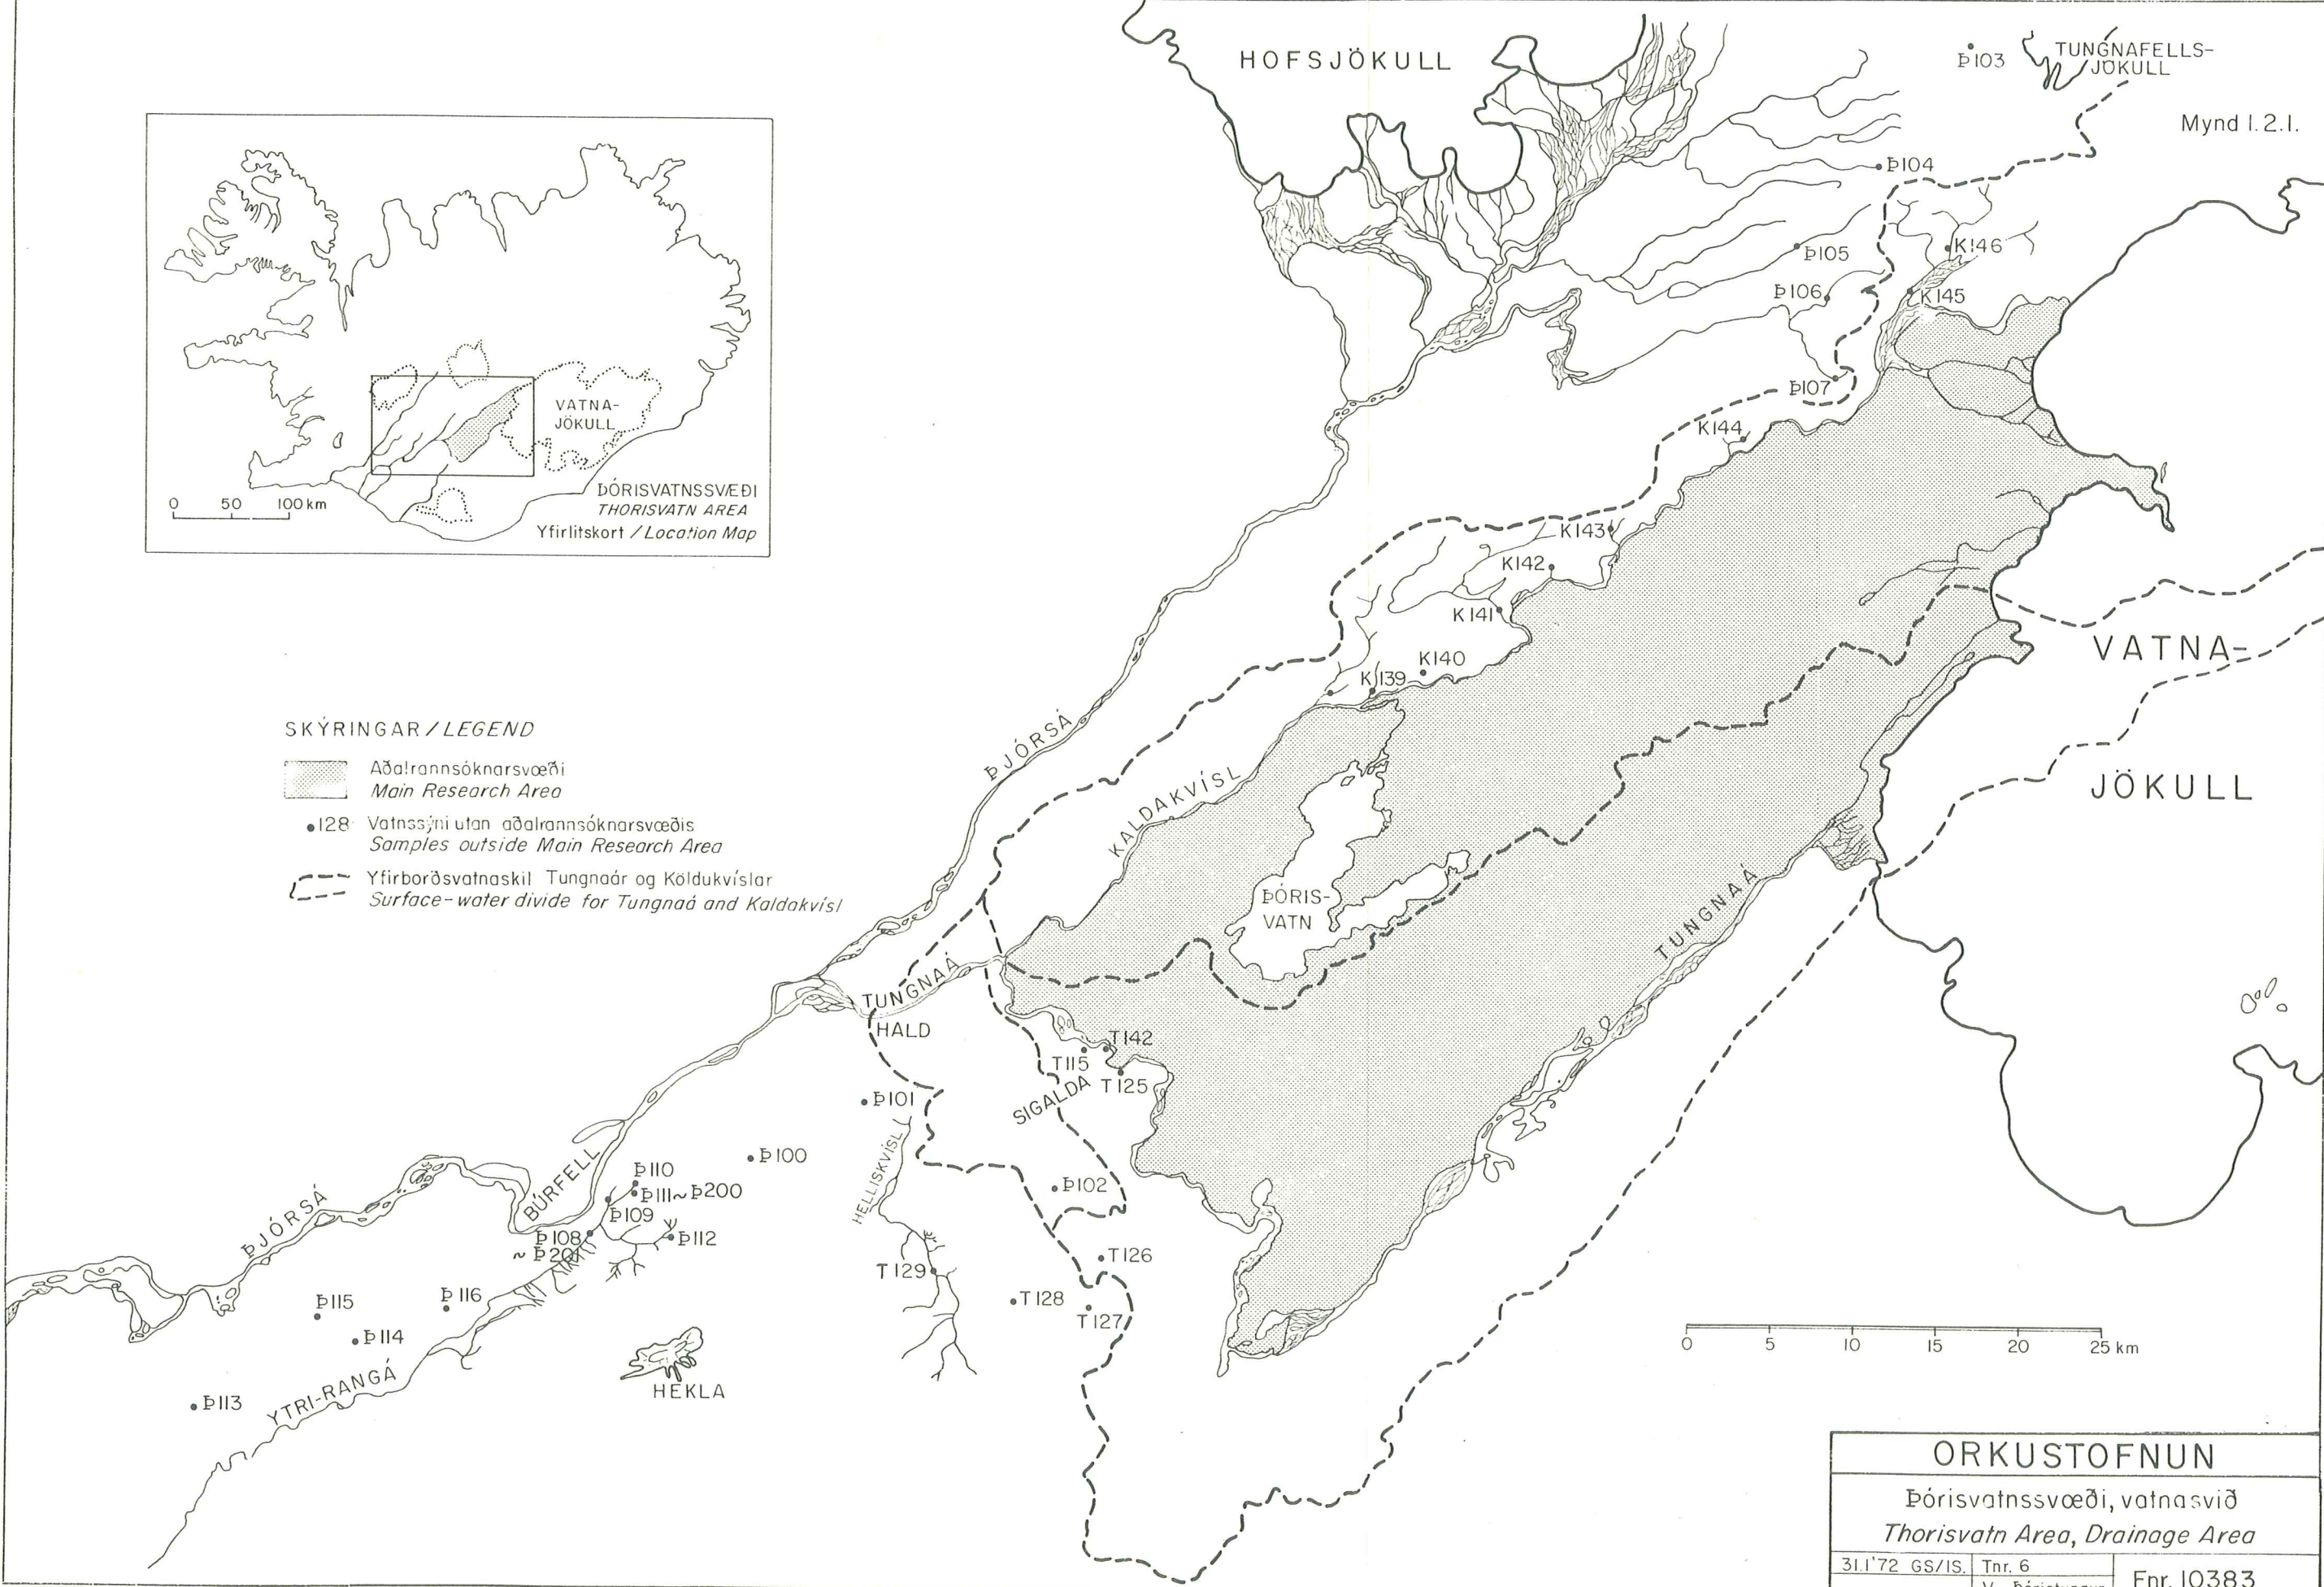 HOFSJÖKULL
Þ103
TUNGNAFELLS-
JÖKULL
Mynd 1.2.1.
Þ104
Þ105
K146
Þ106
K145
Þ107
K144
K143
K142
K141
K140
K139
VATNA-
JÖKULL
ÞÓRISVATNSSVÆÐI
THORISVATN AREA
Yfirlitskort / Location Map
0 50 100 km
VATNA-
JÖKULL
SKÝRINGAR / LEGEND
Aðalrannsóknarsvæði
Main Research Area
•128 Vatnssýni utan aðalrannsóknarsvæðis
Samples outside Main Research Area
Yfirborðsvatnaskil Tungnaár og Köldukvíslar
Surface-water divide for Tungnaá and Kaldakvísl
ÞJÓRSÁ
KALDAKVÍSL
ÞÓRIS-
VATN
TUNGNAÁ
TUNGNAÁ
HALD
T142
T115
T125
SIGALDA
Þ101
HELLISKVÍSL
Þ100
Þ110
Þ111~Þ200
Þ109
Þ102
BÚRFELL
ÞJÓRSÁ
Þ108
~ Þ201
Þ112
T126
T129
T128
T127
Þ115
Þ116
Þ114
Þ113
YTRI-RANGÁ
HEKLA
0 5 10 15 20 25 km
ORKUSTOFNUN
Þórisvatnssvæði, vatnasvið
Thorisvatn Area, Drainage Area
31.1'72 GS/IS. Tnr. 6
Fnr. 10383